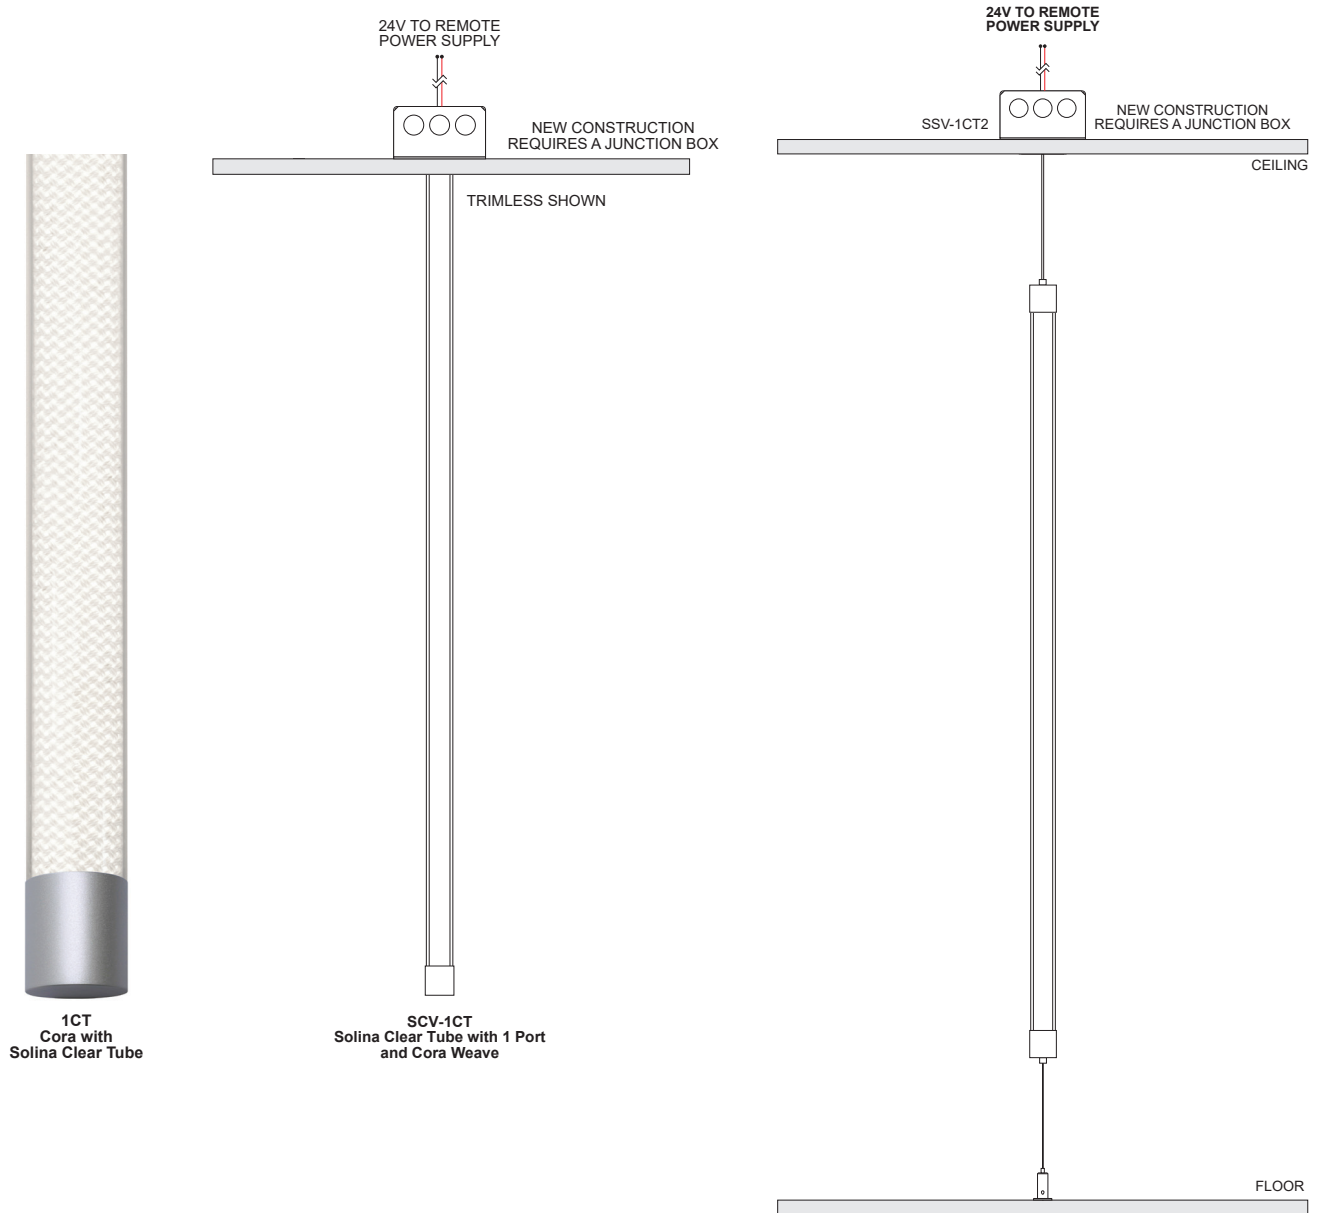 24V TO REMOTE
POWER SUPPLY
NEW CONSTRUCTION
REQUIRES A JUNCTION BOX
TRIMLESS SHOWN
1CT
Cora with
Solina Clear Tube
SCV-1CT
Solina Clear Tube with 1 Port
and Cora Weave
24V TO REMOTE
POWER SUPPLY
SSV-1CT2
NEW CONSTRUCTION
REQUIRES A JUNCTION BOX
CEILING
FLOOR